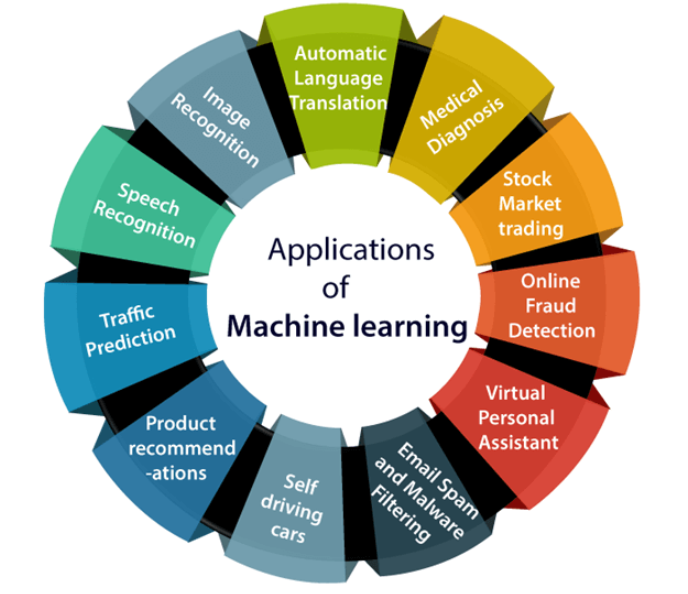 Applications
of
Machine learning
Automatic
Language
Translation
Medical
Diagnosis
Stock
Market
trading
Online
Fraud
Detection
Virtual
Personal
Assistant
Email Spam
and Malware
Filtering
Self
driving
cars
Product
recommend
-ations
Traffic
Prediction
Speech
Recognition
Image
Recognition